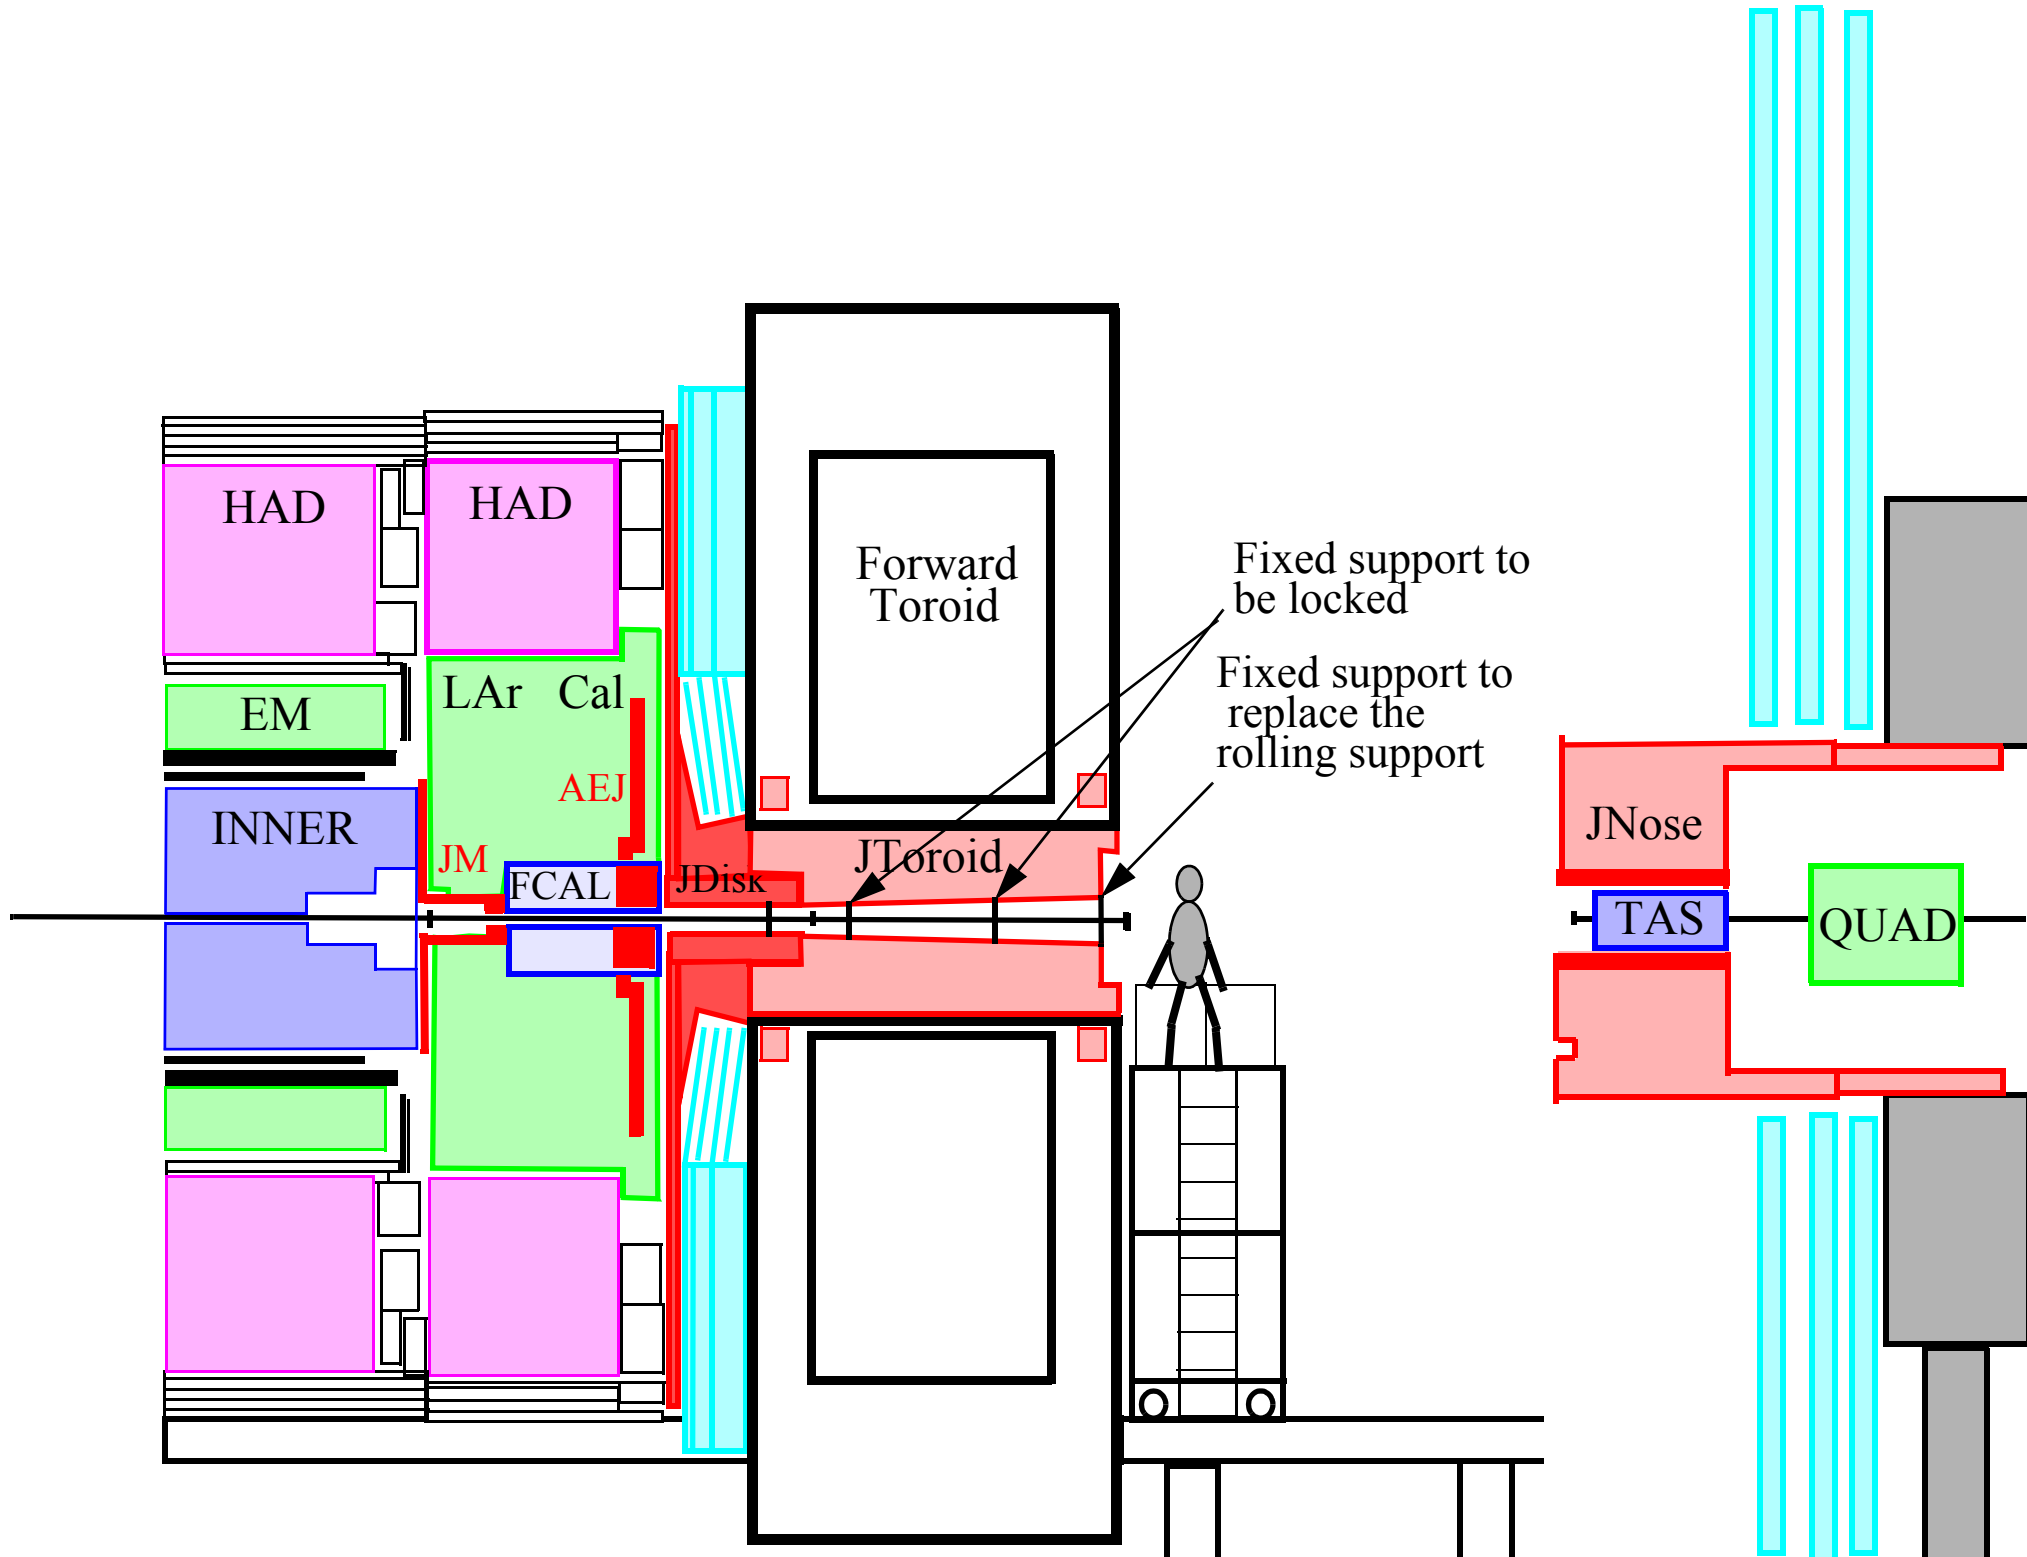 HAD
HAD
Forward
Toroid
Fixed support to
be locked
Fixed support to
replace the
rolling support
EM
LAr Cal
AEJ
INNER
JM
FCAL
JDisk
JToroid
JNose
TAS
QUAD